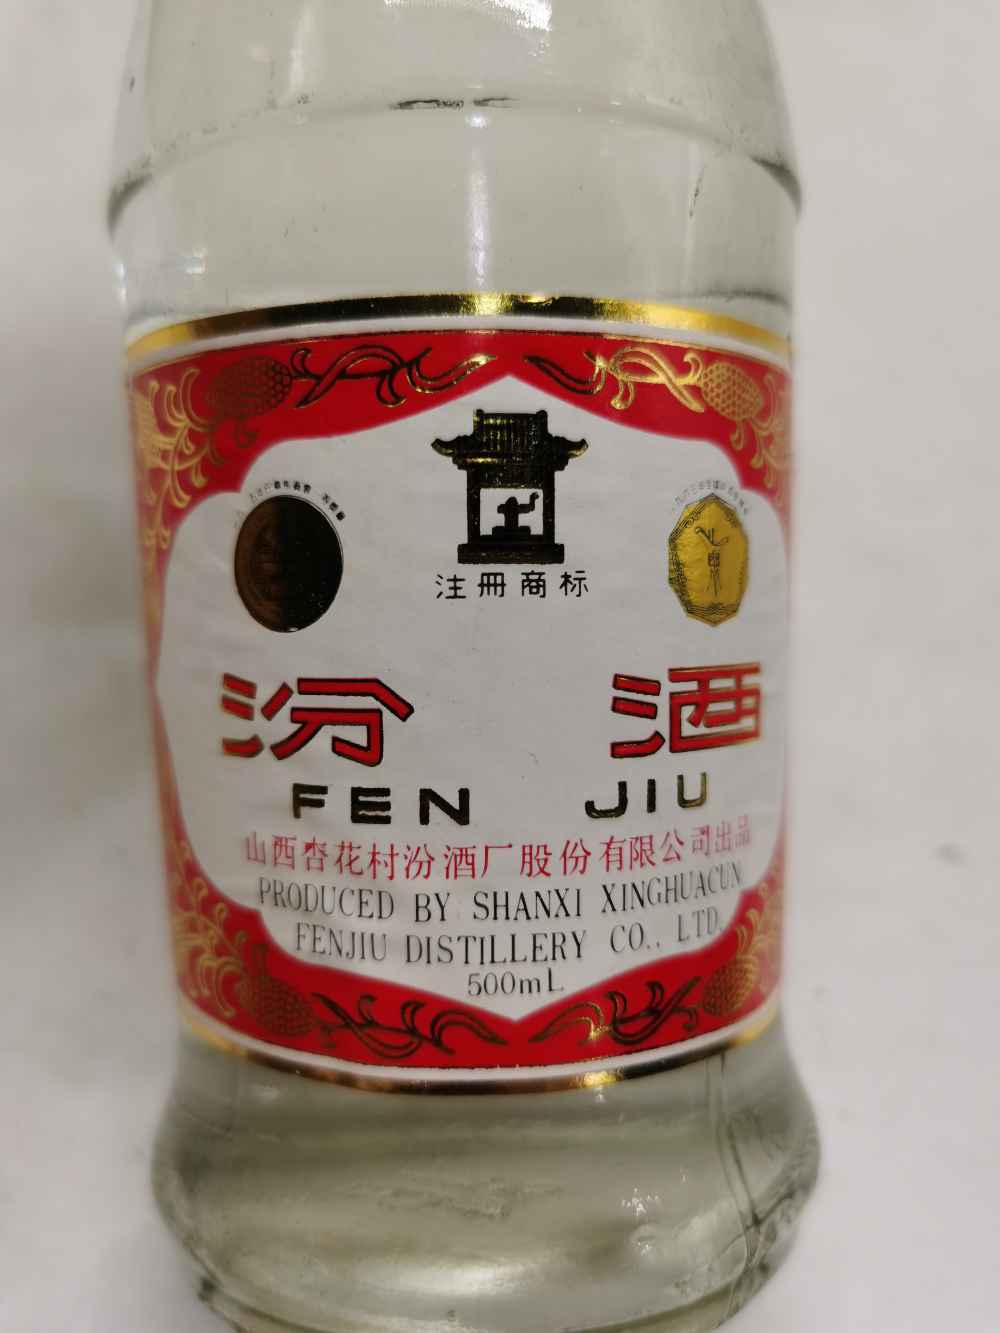 注册商标
汾酒
FEN JIU
山西杏花村汾酒厂股份有限公司出品
PRODUCED BY SHANXI XINGHUACUN
FENJIU DISTILLERY CO., LTD.
500mL